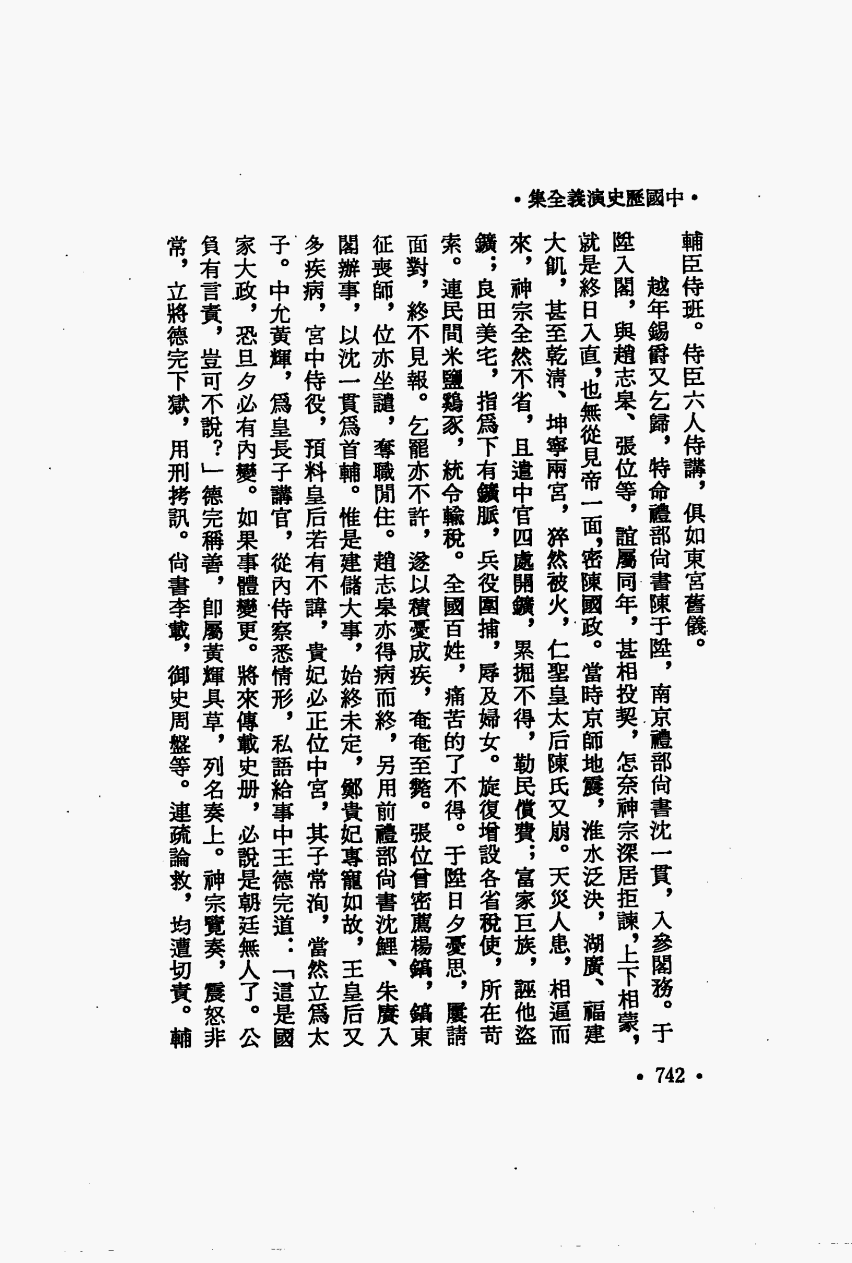 •中國歷史演義全集•
輔臣侍班。侍臣六人侍講，俱如東宮舊儀。
越年錫爵又乞歸，特命禮部尙書陳于陛，南京禮部尙書沈一貫，入參閣務。于
陛入閣，與趙志皋、張位等，誼屬同年，甚相投契，怎奈神宗深居拒諫，上下相蒙，
就是終日入直，也無從見帝一面，密陳國政。當時京師地震，淮水泛決，湖廣、福建
大飢，甚至乾淸、坤寧兩宮，猝然被火，仁聖皇太后陳氏又崩。天災人患，相逼而
來，神宗全然不省，且遣中官四處開鑛，累掘不得，勒民償費；富家巨族，誣他盜
鑛；良田美宅，指爲下有鑛脈，兵役圍捕，辱及婦女。旋復增設各省稅使，所在苛
索。連民間米鹽鷄豕，統令輸稅。全國百姓，痛苦的了不得。于陛日夕憂思，屢請
面對，終不見報。乞罷亦不許，遂以積憂成疾，奄奄至斃。張位曾密薦楊鎬，鎬東
征喪師，位亦坐譴，奪職閒住。趙志皋亦得病而終，另用前禮部尙書沈鯉、朱賡入
閣辦事，以沈一貫爲首輔。惟是建儲大事，始終未定，鄭貴妃專寵如故，王皇后又
多疾病，宮中侍役，預料皇后若有不諱，貴妃必正位中宮，其子常洵，當然立爲太
子。中允黃輝，爲皇長子講官，從內侍察悉情形，私語給事中王德完道：「這是國
家大政，恐旦夕必有內變。如果事體變更。將來傳載史册，必說是朝廷無人了。公
負有言責，豈可不說？」德完稱善，卽屬黃輝具草，列名奏上。神宗覽奏，震怒非
常，立將德完下獄，用刑拷訊。尙書李載，御史周盤等。連疏論救，均遭切責。輔
•742•